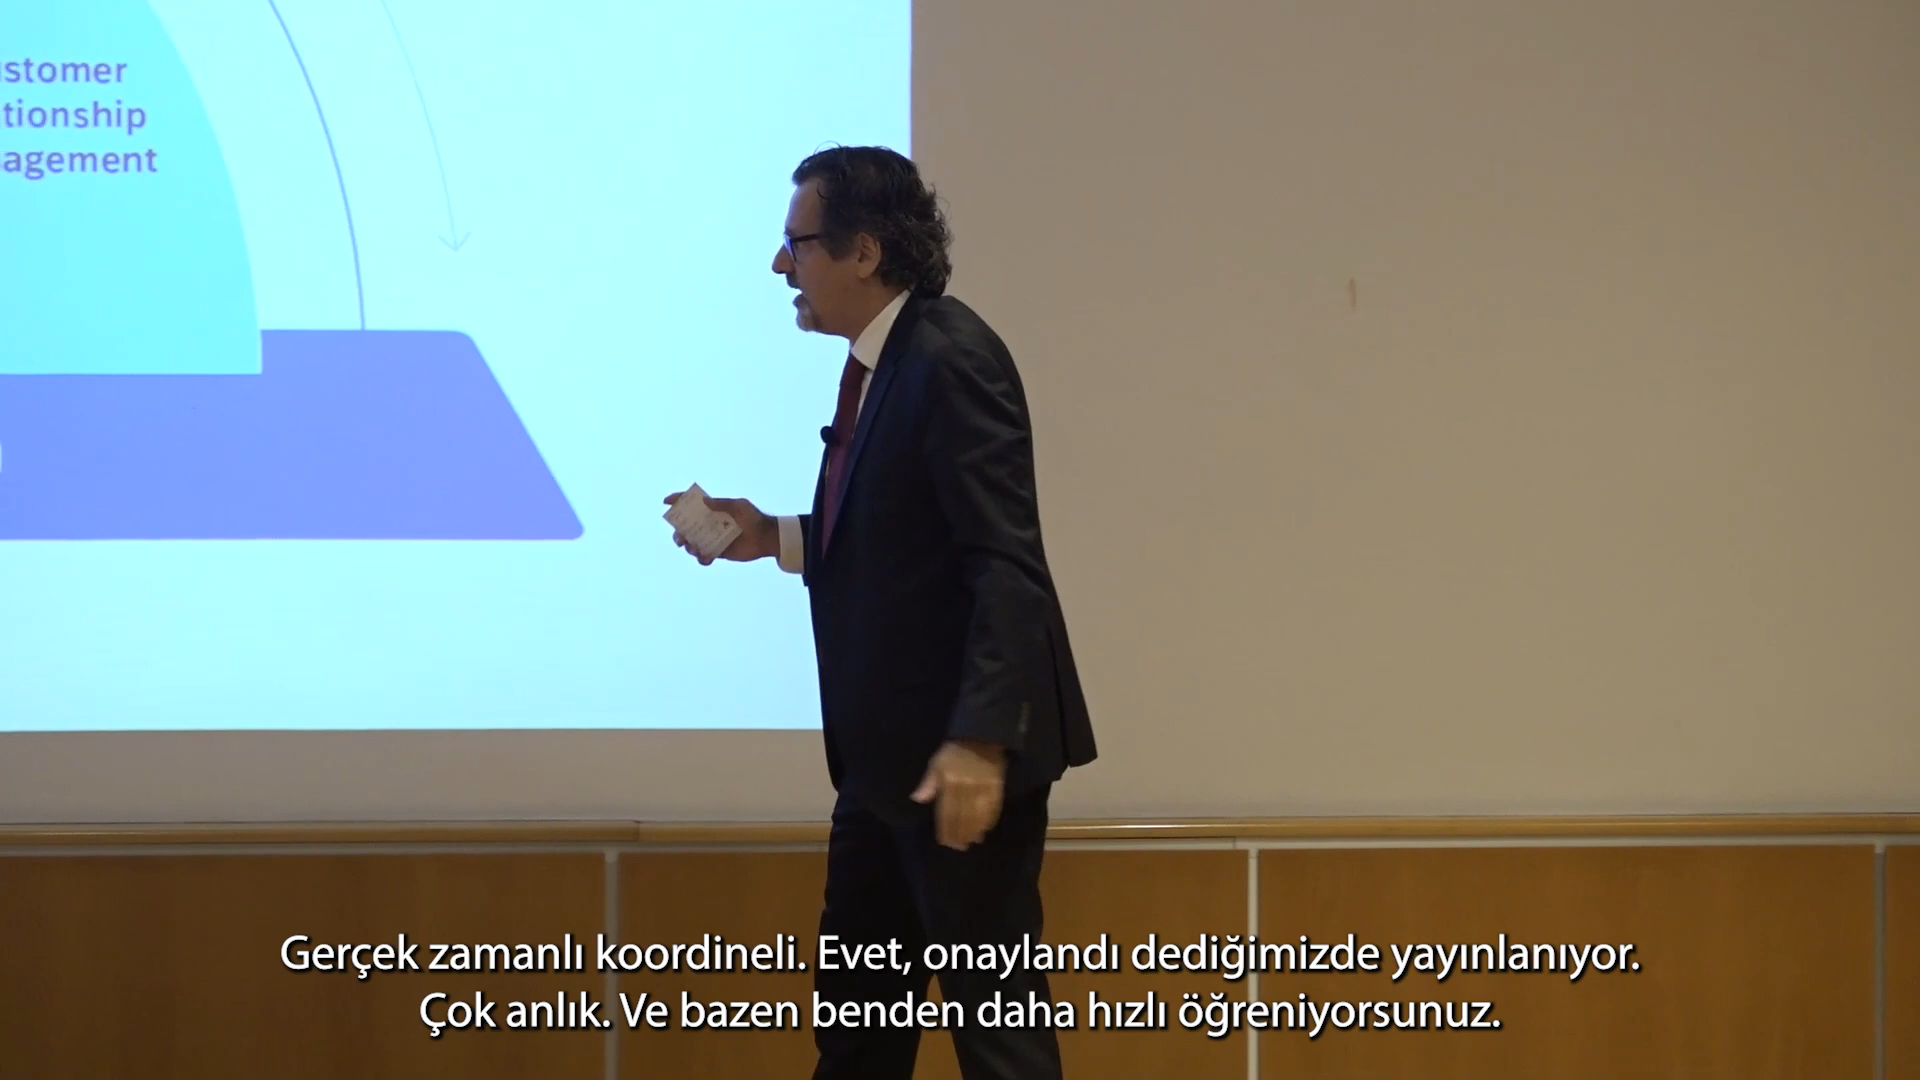 stomer
tionship
agement
Gerçek zamanlı koordineli. Evet, onaylandı dediğimizde yayınlanıyor.
Çok anlık. Ve bazen benden daha hızlı öğreniyorsunuz.